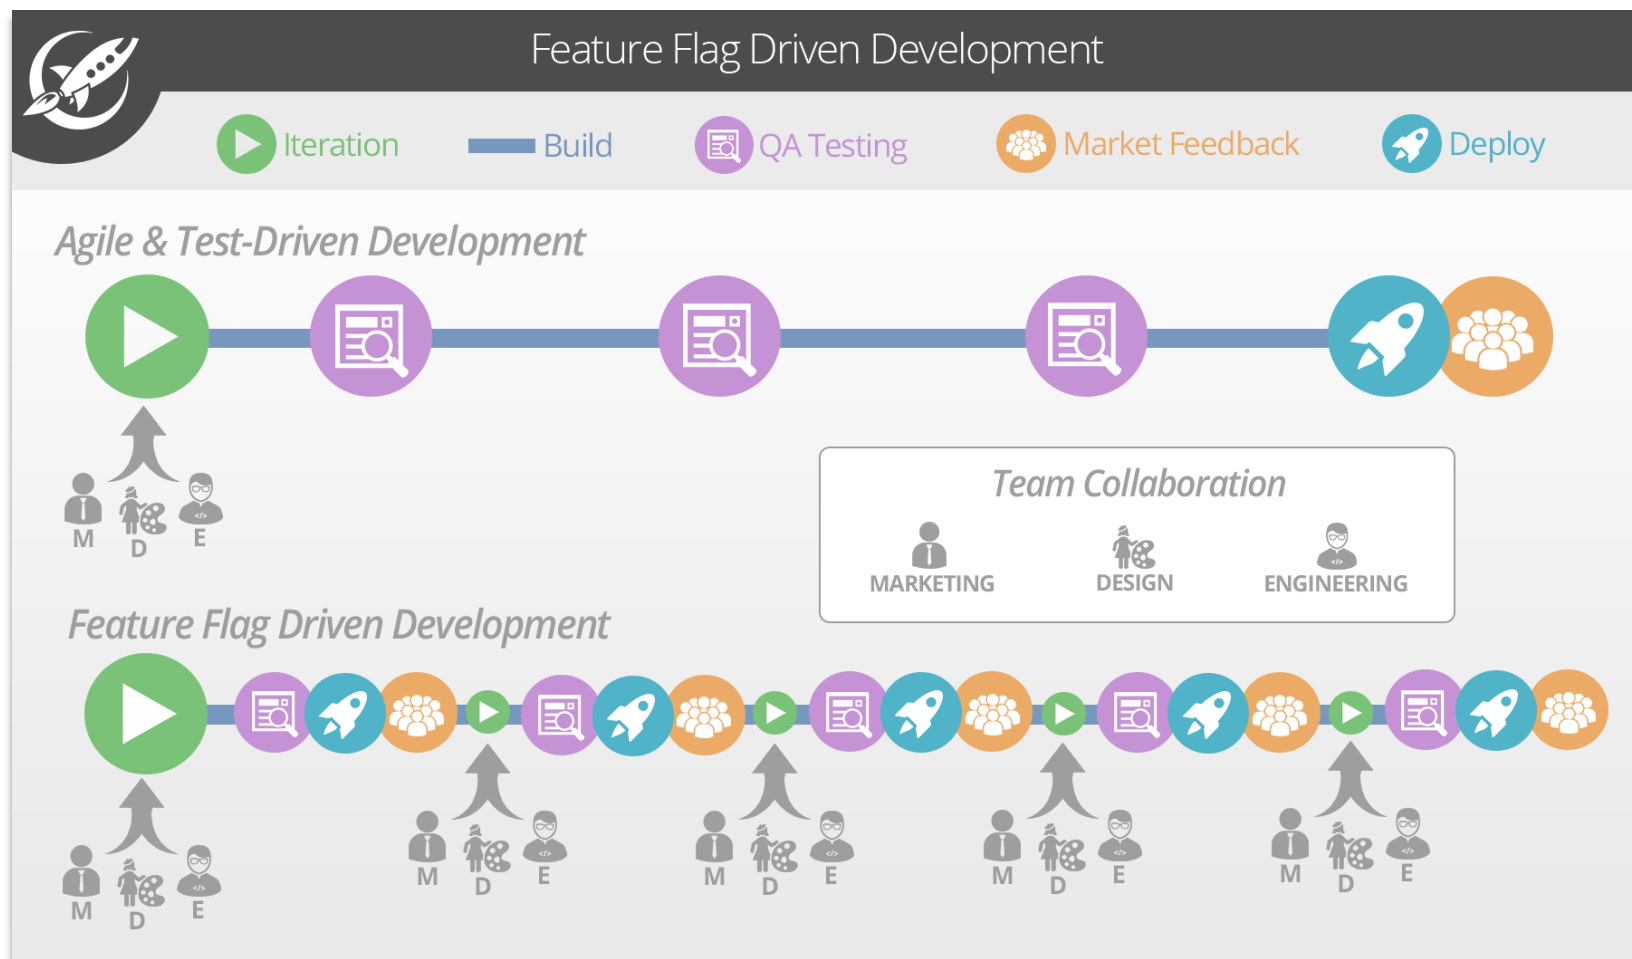 Feature Flag Driven Development
Iteration
Build
QA Testing
Market Feedback
Deploy
Agile & Test-Driven Development
M
D
E
Team Collaboration
</>
MARKETING
DESIGN
ENGINEERING
Feature Flag Driven Development
M
D
E
M
D
E
M
D
E
M
D
E
M
D
E